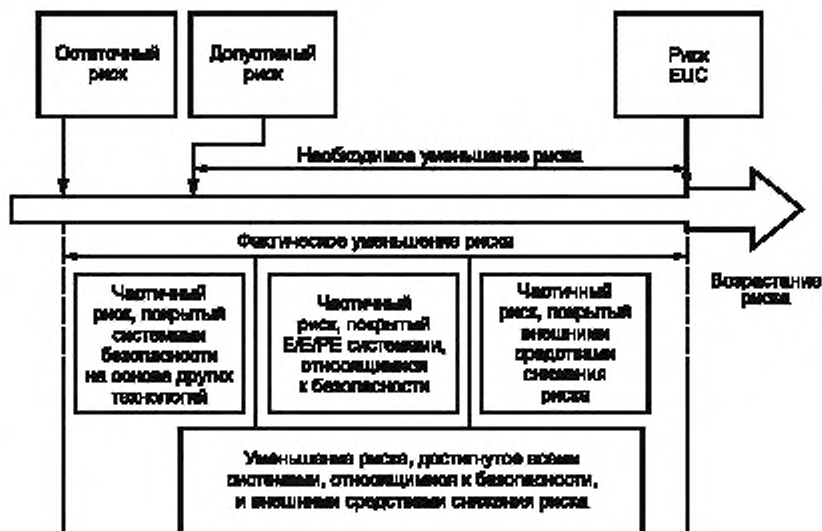 Остаточный
риск
Допустимый
риск
Риск
EUC
Необходимое уменьшение риска
Фактическое уменьшение риска
Возрастание
риска
Частичный
риск, покрытый
системами
безопасности
на основе других
технологий
Частичный
риск, покрытый
E/E/PE системами,
относящимися
к безопасности
Частичный
риск, покрытый
внешними
средствами
снижения
риска
Уменьшение риска, достигнутое всеми
системами, относящимися к безопасности,
и внешними средствами снижения риска